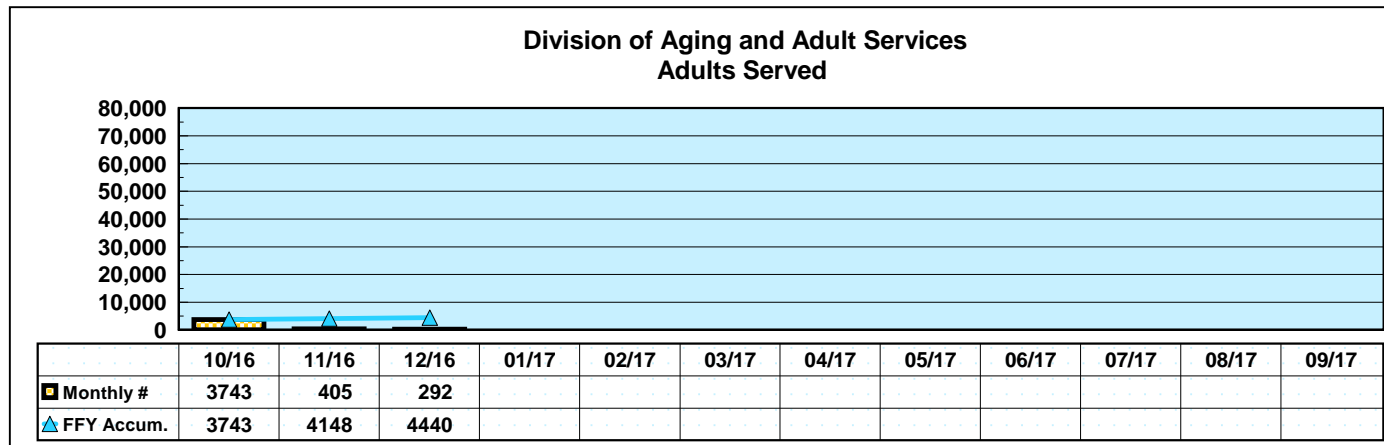 Division of Aging and Adult Services
Adults Served
80,000
70,000
60,000
50,000
40,000
30,000
20,000
10,000
0
10/16 11/16 12/16 01/17 02/17 03/17 04/17 05/17 06/17 07/17 08/17 09/17
Monthly # 3743 405 292
FFY Accum. 3743 4148 4440